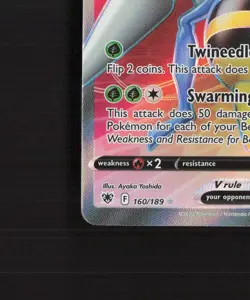 Twineedl
Flip 2 coins. This attack does
Swarming
This attack does 50 damag
Pokémon for each of your Be
Weakness and Resistance for Be
weakness ×2 resistance
V rule
Illus. Ayaka Yoshida
your opponen
F 160/189